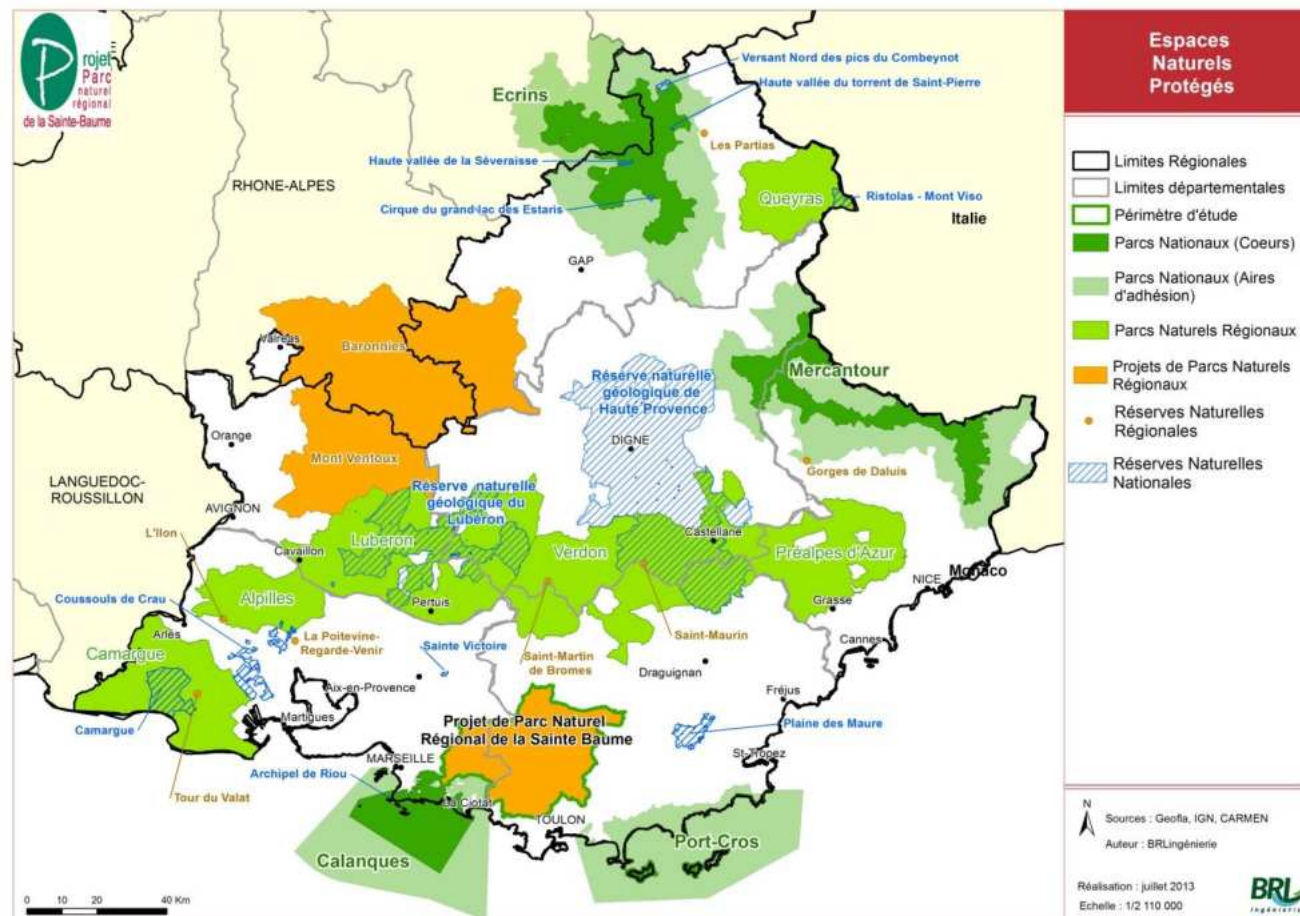 Projet
Parc
naturel
régional
de la Sainte-Baume
Versant Nord des pics du Combeynot
Haute vallée du torrent de Saint-Pierre
Ecrins
Les Partias
Haute vallée de la Séveraisse
RHONE-ALPES
Queyras
Ristolas - Mont Viso
Cirque du grand lac des Estaris
Italie
GAP
Valréas
Baronnies
Mercantour
Réserve naturelle
géologique de
Haute Provence
Orange
DIGNE
Mont Ventoux
Gorges de Daluis
LANGUEDOC-
ROUSSILLON
Réserve naturelle
géologique du
Lubéron
AVIGNON
L'Ilon
Castellane
Cavaillon
Luberon
Verdon
Préalpes d'Azur
Monaco
NICE
Coussouls de Crau
Alpilles
Pertuis
Grasse
Arles
La Poitevine-
Regarde-Venir
Sainte Victoire
Saint-Maurin
Cannes
Camargue
Saint-Martin
de Bromes
Draguignan
Aix-en-Provence
Fréjus
Martigues
Projet de Parc Naturel
Régional de la Sainte Baume
Camargue
Plaine des Maure
MARSEILLE
St-Tropez
Archipel de Riou
Tour du Valat
La Ciotat
TOULON
Port-Cros
Calanques
0 10 20 40 Km
Espaces
Naturels
Protégés
Limites Régionales
Limites départementales
Périmètre d'étude
Parcs Nationaux (Coeurs)
Parcs Nationaux (Aires
d'adhésion)
Parcs Naturels Régionaux
Projets de Parcs Naturels
Régionaux
Réserves Naturelles
Régionales
Réserves Naturelles
Nationales
N
Sources : Geofla, IGN, CARMEN
Auteur : BRLingénierie
Réalisation : juillet 2013
Echelle : 1/2 110 000
BRL
Ingénierie